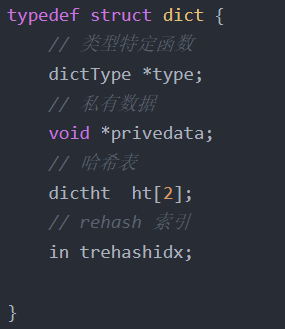 typedef struct dict {
// 类型特定函数
dictType *type;
// 私有数据
void *privedata;
// 哈希表
dictht  ht[2];
// rehash 索引
in trehashidx;
}